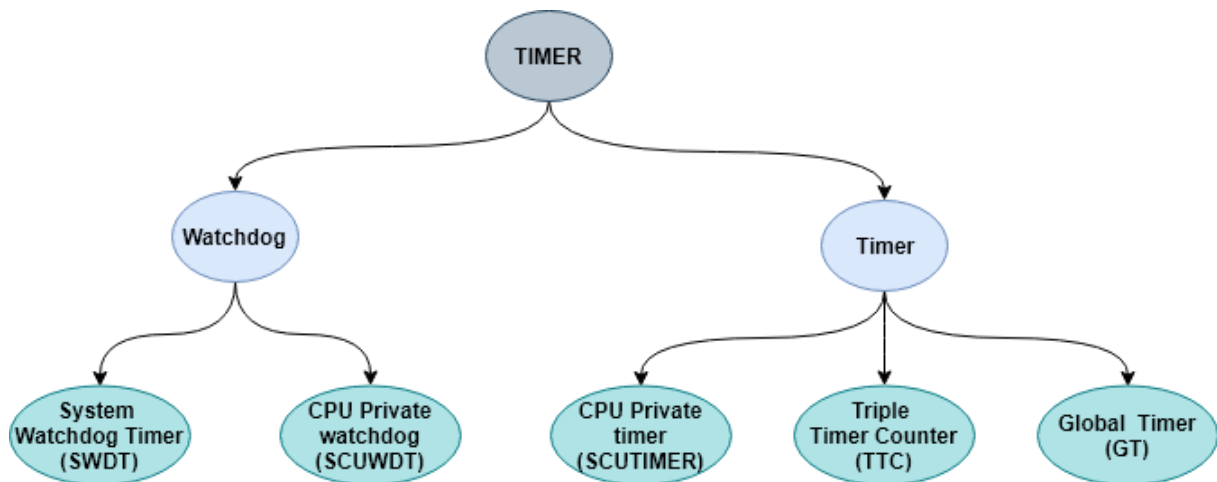 TIMER
Watchdog
Timer
System
Watchdog Timer
(SWDT)
CPU Private
watchdog
(SCUWDT)
CPU Private
timer
(SCUTIMER)
Triple
Timer Counter
(TTC)
Global Timer
(GT)